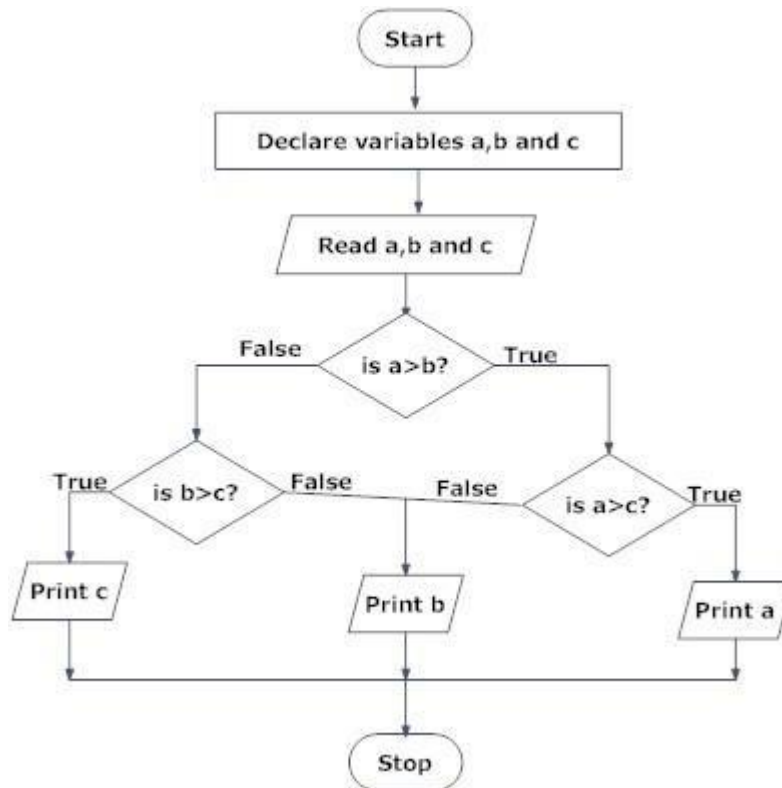 Start
Declare variables a,b and c
Read a,b and c
False
True
is a>b?
True
is b>c?
False
False
is a>c?
True
Print c
Print b
Print a
Stop